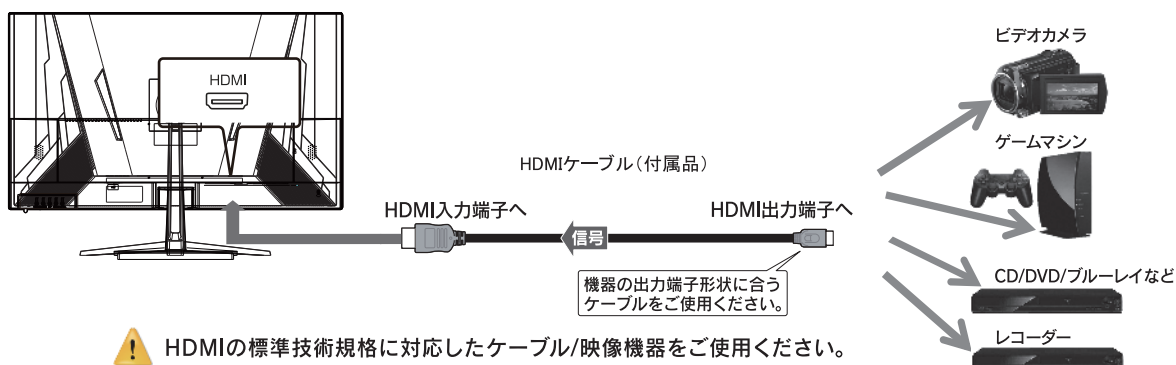 ビデオカメラ
HDMI
ゲームマシン
HDMIケーブル（付属品）
HDMI入力端子へ
HDMI出力端子へ
信号
機器の出力端子形状に合う
ケーブルをご使用ください。
CD/DVD/ブルーレイなど
レコーダー
HDMIの標準技術規格に対応したケーブル/映像機器をご使用ください。